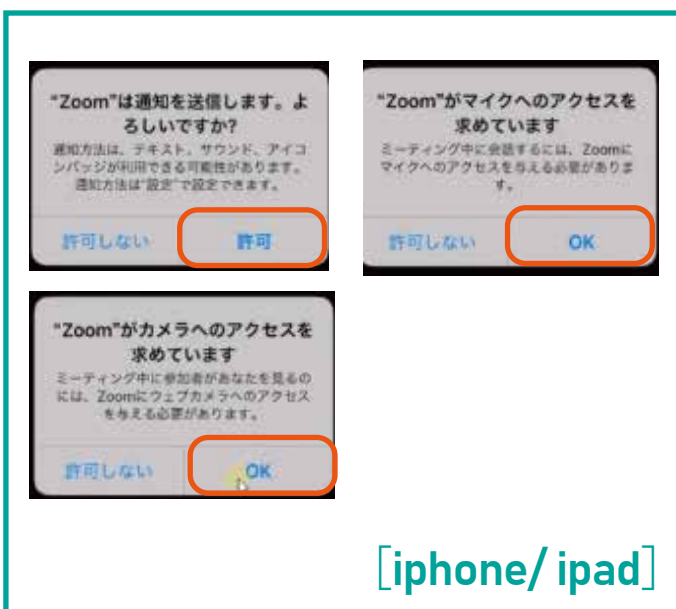 “Zoom”は通知を送信します。よ
ろしいですか?
通知方法は、テキスト、サウンド、アイコ
ンバッジが利用できる可能性があります。
通知方法は“設定”で設定できます。
許可しない
許可
“Zoom”がマイクへのアクセスを
求めています
ミーティング中に会話するには、Zoomに
マイクへのアクセスを与える必要がありま
す。
許可しない
OK
“Zoom”がカメラへのアクセスを
求めています
ミーティング中に参加者があなたを見るの
には、Zoomにウェブカメラへのアクセス
を与える必要があります。
許可しない
OK
［iphone/ ipad］